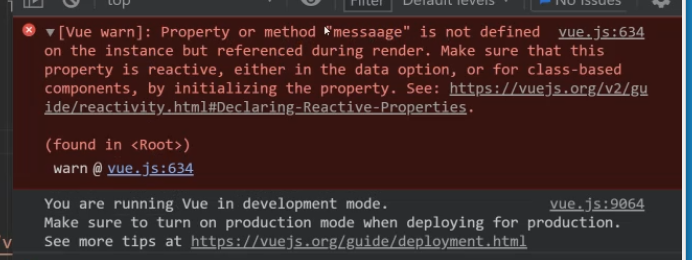 top
Filter
Default levels
No Issues
[Vue warn]: Property or method "messaage" is not defined vue.js:634
on the instance but referenced during render. Make sure that this
property is reactive, either in the data option, or for class-based
components, by initializing the property. See: https://vuejs.org/v2/gu
ide/reactivity.html#Declaring-Reactive-Properties.
(found in <Root>)
warn @ vue.js:634
You are running Vue in development mode. vue.js:9064
Make sure to turn on production mode when deploying for production.
See more tips at https://vuejs.org/guide/deployment.html
/v